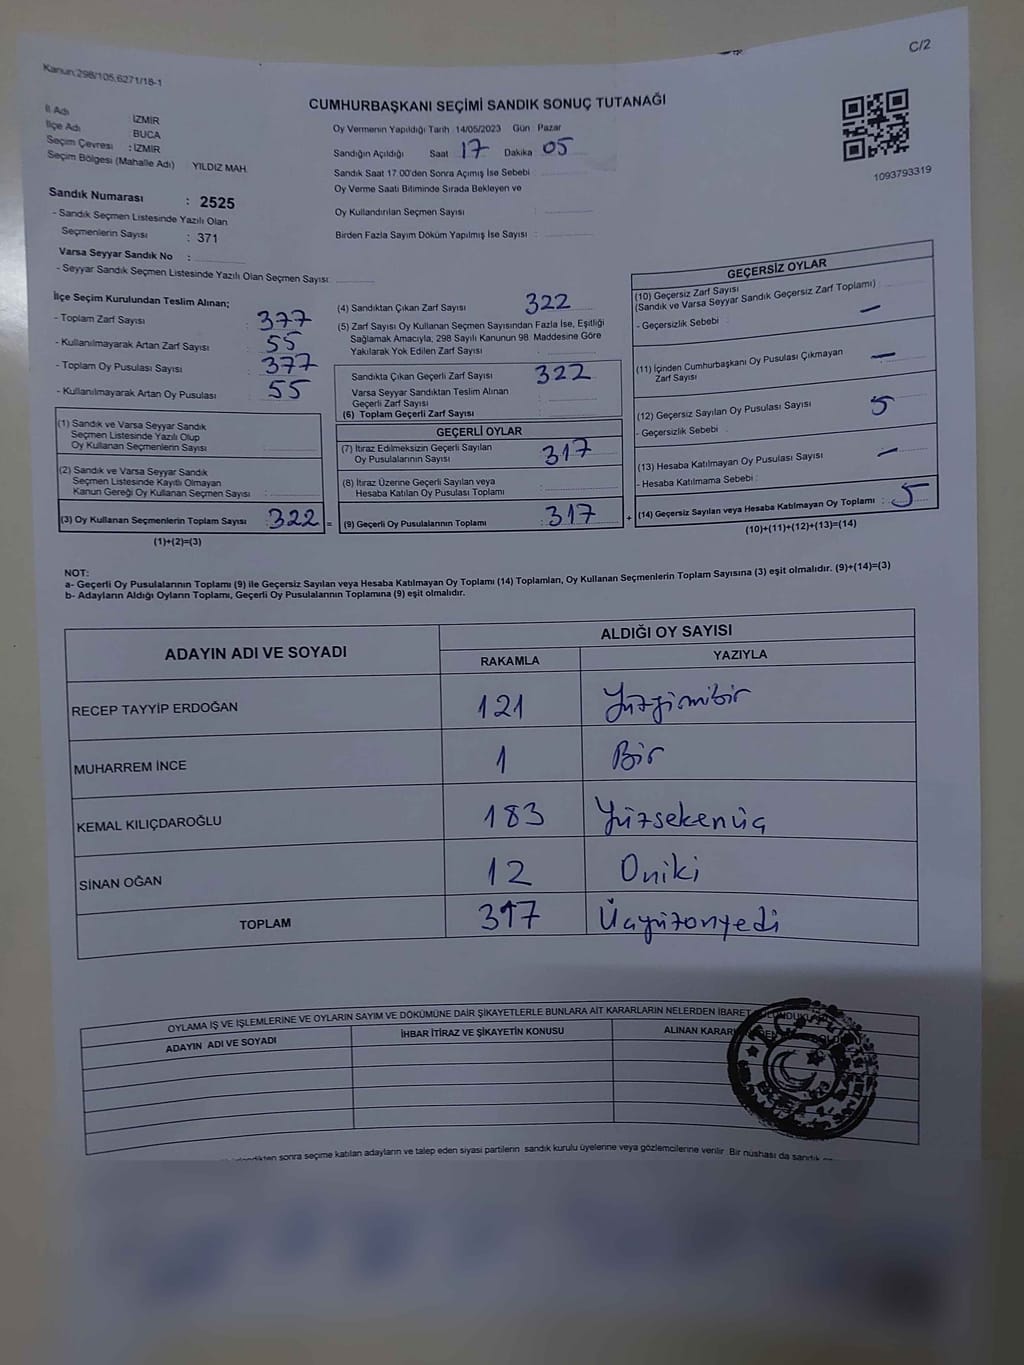 C/2
Kanun:298/105,6271/18-1
CUMHURBAŞKANI SEÇİMİ SANDIK SONUÇ TUTANAĞI
İl Adı İZMİR
İlçe Adı BUCA
Seçim Çevresi : İZMİR
Seçim Bölgesi (Mahalle Adı) YILDIZ MAH.
Sandık Numarası : 2525
- Sandık Seçmen Listesinde Yazılı Olan
Seçmenlerin Sayısı : 371
Varsa Seyyar Sandık No :
- Seyyar Sandık Seçmen Listesinde Yazılı Olan Seçmen Sayısı
Oy Vermenin Yapıldığı Tarih 14/05/2023 Gün Pazar
Sandığın Açıldığı Saat 17 Dakika 05
Sandık Saat 17.00'den Sonra Açımış İse Sebebi
Oy Verme Saati Bitiminde Sırada Bekleyen ve
Oy Kullandırılan Seçmen Sayısı :
Birden Fazla Sayım Döküm Yapılmış İse Sayısı :
1093793319
İlçe Seçim Kurulundan Teslim Alınan;
- Toplam Zarf Sayısı : 377
- Kullanılmayarak Artan Zarf Sayısı : 55
- Toplam Oy Pusulası Sayısı : 377
- Kullanılmayarak Artan Oy Pusulası : 55
(1) Sandık ve Varsa Seyyar Sandık
Seçmen Listesinde Yazılı Olup
Oy Kullanan Seçmenlerin Sayısı :
(2) Sandık ve Varsa Seyyar Sandık
Seçmen Listesinde Kayıtlı Olmayan
Kanun Gereği Oy Kullanan Seçmen Sayısı :
(3) Oy Kullanan Seçmenlerin Toplam Sayısı : 322 =
(1)+(2)=(3)
(4) Sandıktan Çıkan Zarf Sayısı : 322
(5) Zarf Sayısı Oy Kullanan Seçmen Sayısından Fazla İse, Eşitliği
Sağlamak Amacıyla, 298 Sayılı Kanunun 98. Maddesine Göre
Yakılarak Yok Edilen Zarf Sayısı :
Sandıkta Çıkan Geçerli Zarf Sayısı : 322
Varsa Seyyar Sandıktan Teslim Alınan
Geçerli Zarf Sayısı :
(6) Toplam Geçerli Zarf Sayısı :
GEÇERLİ OYLAR
(7) İtiraz Edilmeksizin Geçerli Sayılan
Oy Pusulalarının Sayısı : 317
(8) İtiraz Üzerine Geçerli Sayılan veya
Hesaba Katılan Oy Pusulası Toplamı :
(9) Geçerli Oy Pusulalarının Toplamı : 317 +
GEÇERSİZ OYLAR
(10) Geçersiz Zarf Sayısı
(Sandık ve Varsa Seyyar Sandık Geçersiz Zarf Toplamı) : —
- Geçersizlik Sebebi :
(11) İçinden Cumhurbaşkanı Oy Pusulası Çıkmayan
Zarf Sayısı : —
(12) Geçersiz Sayılan Oy Pusulası Sayısı : 5
- Geçersizlik Sebebi :
(13) Hesaba Katılmayan Oy Pusulası Sayısı : —
- Hesaba Katılmama Sebebi :
(14) Geçersiz Sayılan veya Hesaba Katılmayan Oy Toplamı : 5
(10)+(11)+(12)+(13)=(14)
NOT:
a- Geçerli Oy Pusulalarının Toplamı (9) ile Geçersiz Sayılan veya Hesaba Katılmayan Oy Toplamı (14) Toplamları, Oy Kullanan Seçmenlerin Toplam Sayısına (3) eşit olmalıdır. (9)+(14)=(3)
b- Adayların Aldığı Oyların Toplamı, Geçerli Oy Pusulalarının Toplamına (9) eşit olmalıdır.
ADAYIN ADI VE SOYADI ALDIĞI OY SAYISI
RAKAMLA YAZIYLA
RECEP TAYYİP ERDOĞAN 121 Yüzyirmibir
MUHARREM İNCE 1 Bir
KEMAL KILIÇDAROĞLU 183 Yüzseksenüç
SİNAN OĞAN 12 Oniki
TOPLAM 317 Üçyüzonyedi
OYLAMA İŞ VE İŞLEMLERİNE VE OYLARIN SAYIM VE DÖKÜMÜNE DAİR ŞİKAYETLERLE BUNLARA AİT KARARLARIN NELERDEN İBARET
ADAYIN ADI VE SOYADI İHBAR İTİRAZ VE ŞİKAYETİN KONUSU ALINAN KARAR
sonra seçime katılan adayların ve talep eden siyasi partilerin sandık kurulu üyelerine veya gözlemcilerine verilir. Bir nüshası da sandık